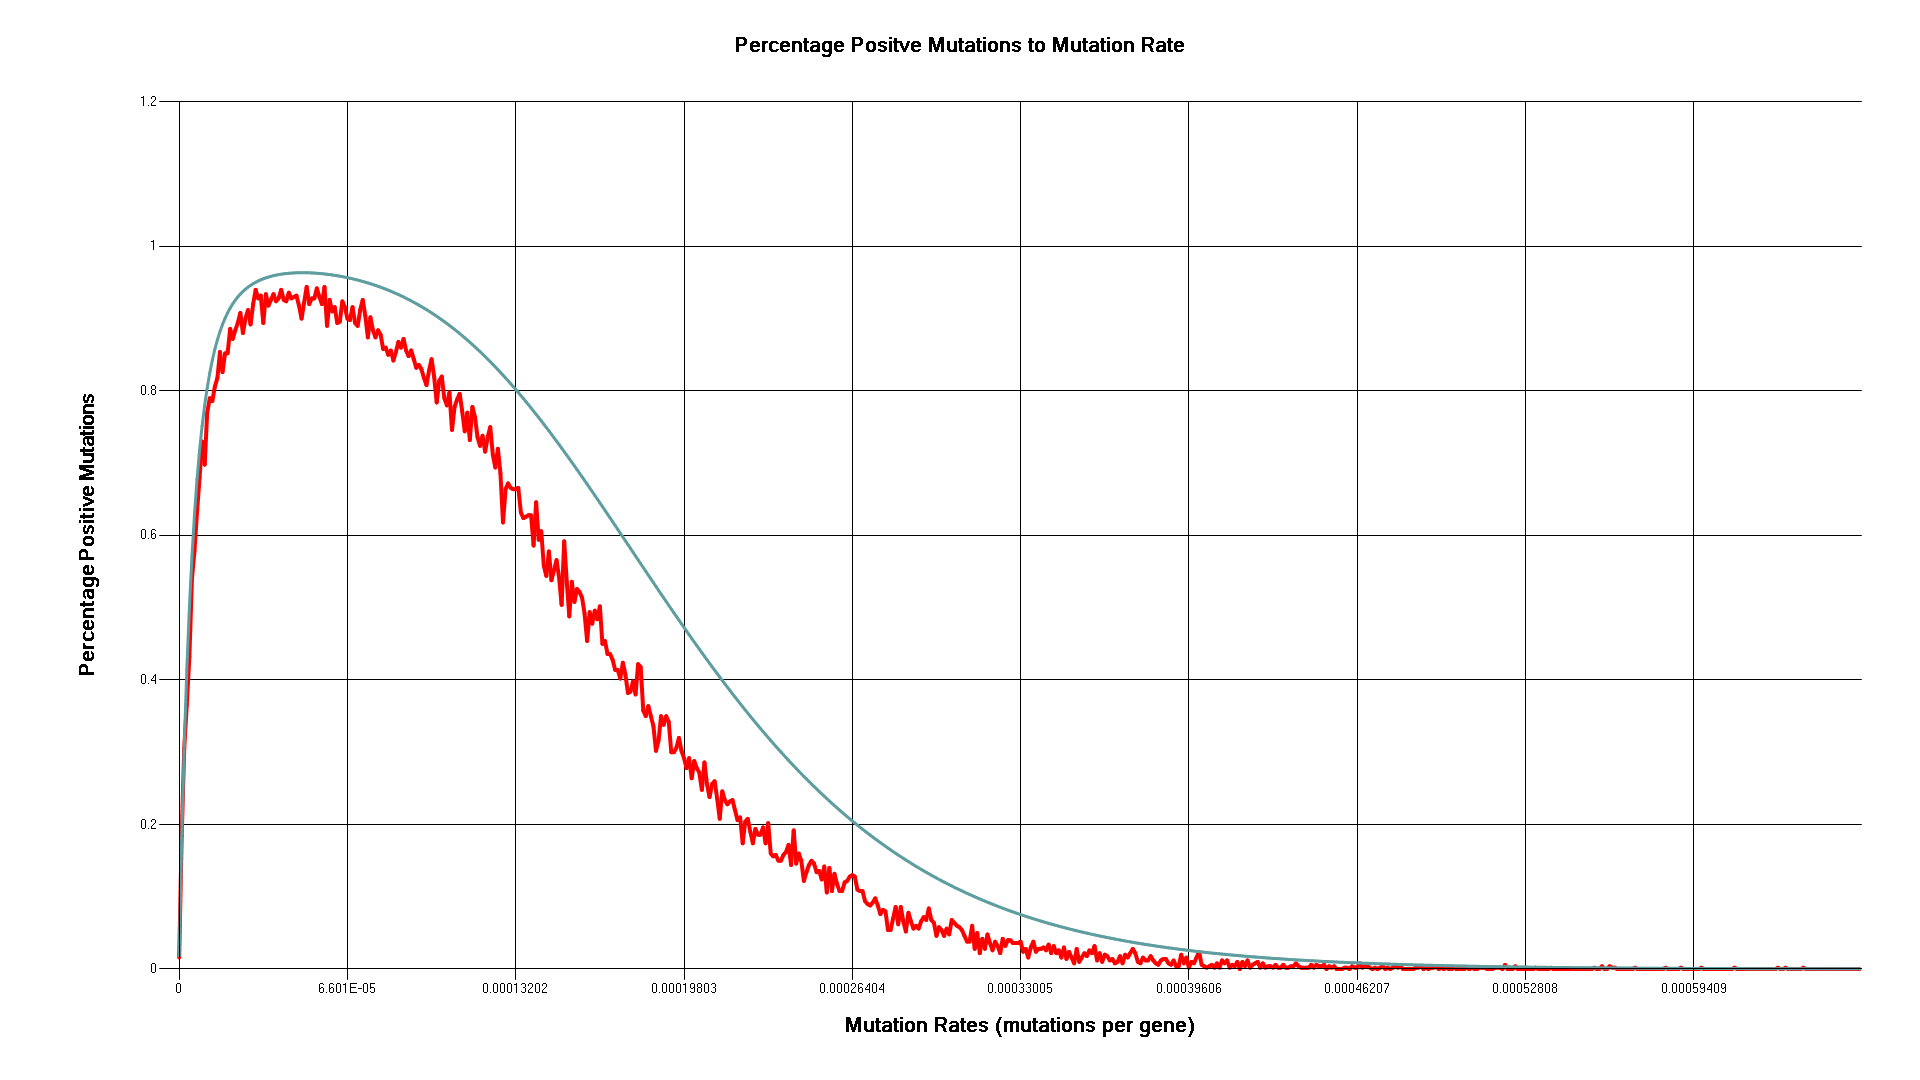 Percentage Positve Mutations to Mutation Rate
1.2
1
0.8
0.6
0.4
0.2
0
Percentage Positive Mutations
0 6.601E-05 0.00013202 0.00019803 0.00026404 0.00033005 0.00039606 0.00046207 0.00052808 0.00059409
Mutation Rates (mutations per gene)